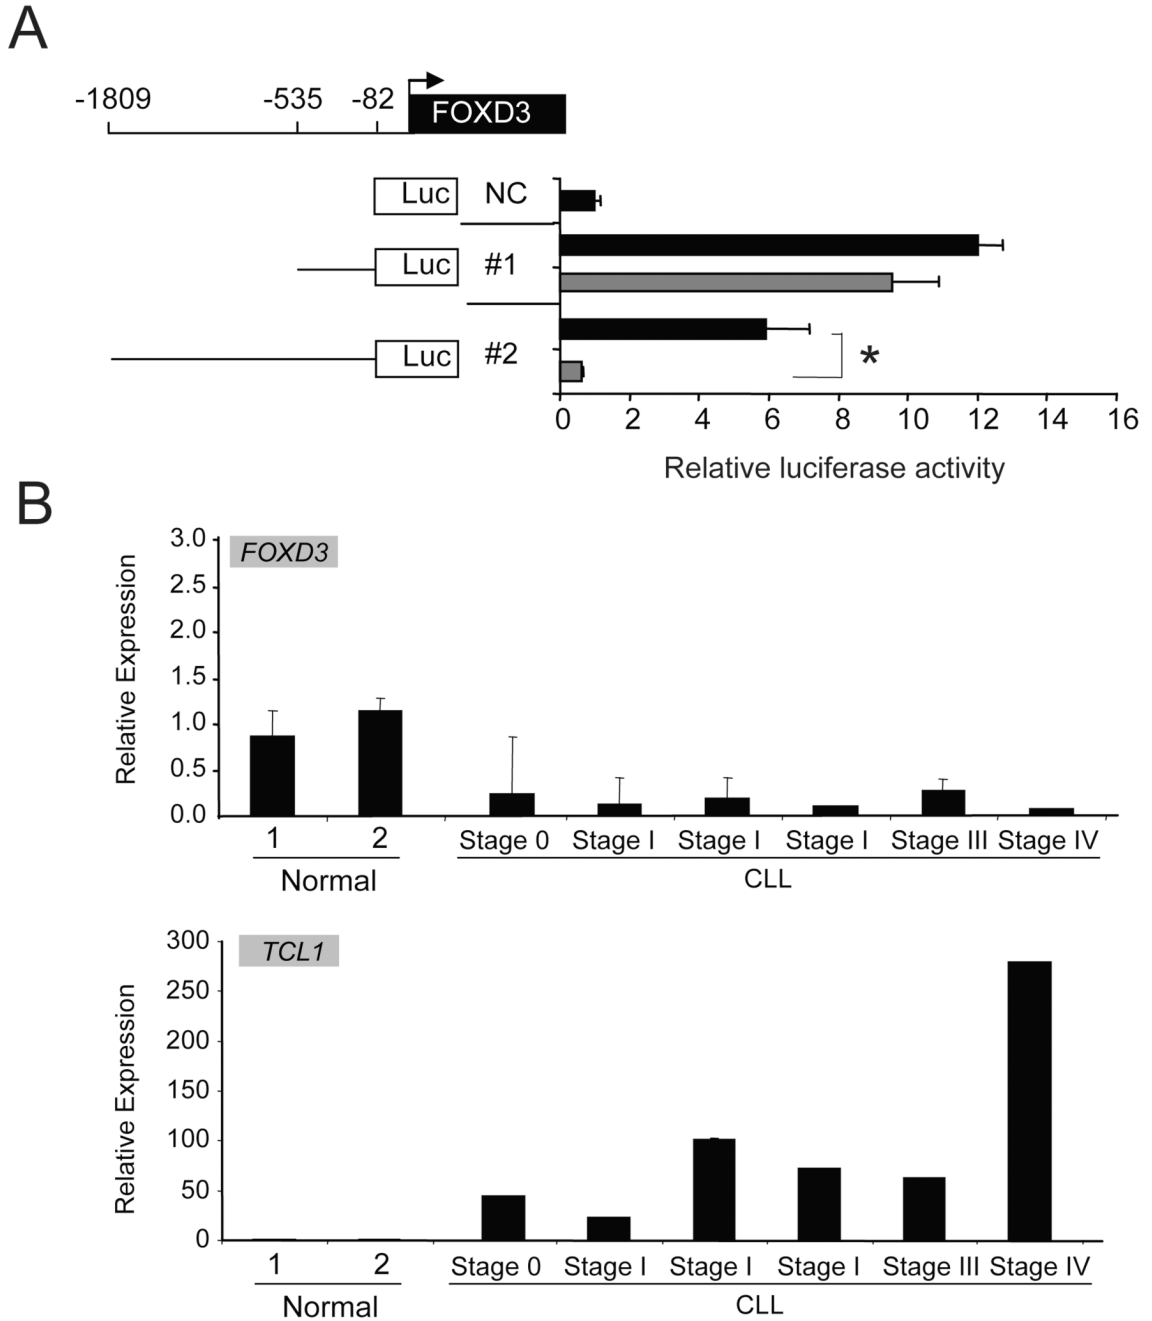 A
-1809 -535 -82
FOXD3
Luc NC
Luc #1
Luc #2
*
0 2 4 6 8 10 12 14 16
Relative luciferase activity
B
FOXD3
Relative Expression
3.0
2.5
2.0
1.5
1.0
0.5
0.0
1 2 Stage 0 Stage I Stage I Stage I Stage III Stage IV
Normal CLL
TCL1
Relative Expression
300
250
200
150
100
50
0
1 2 Stage 0 Stage I Stage I Stage I Stage III Stage IV
Normal CLL